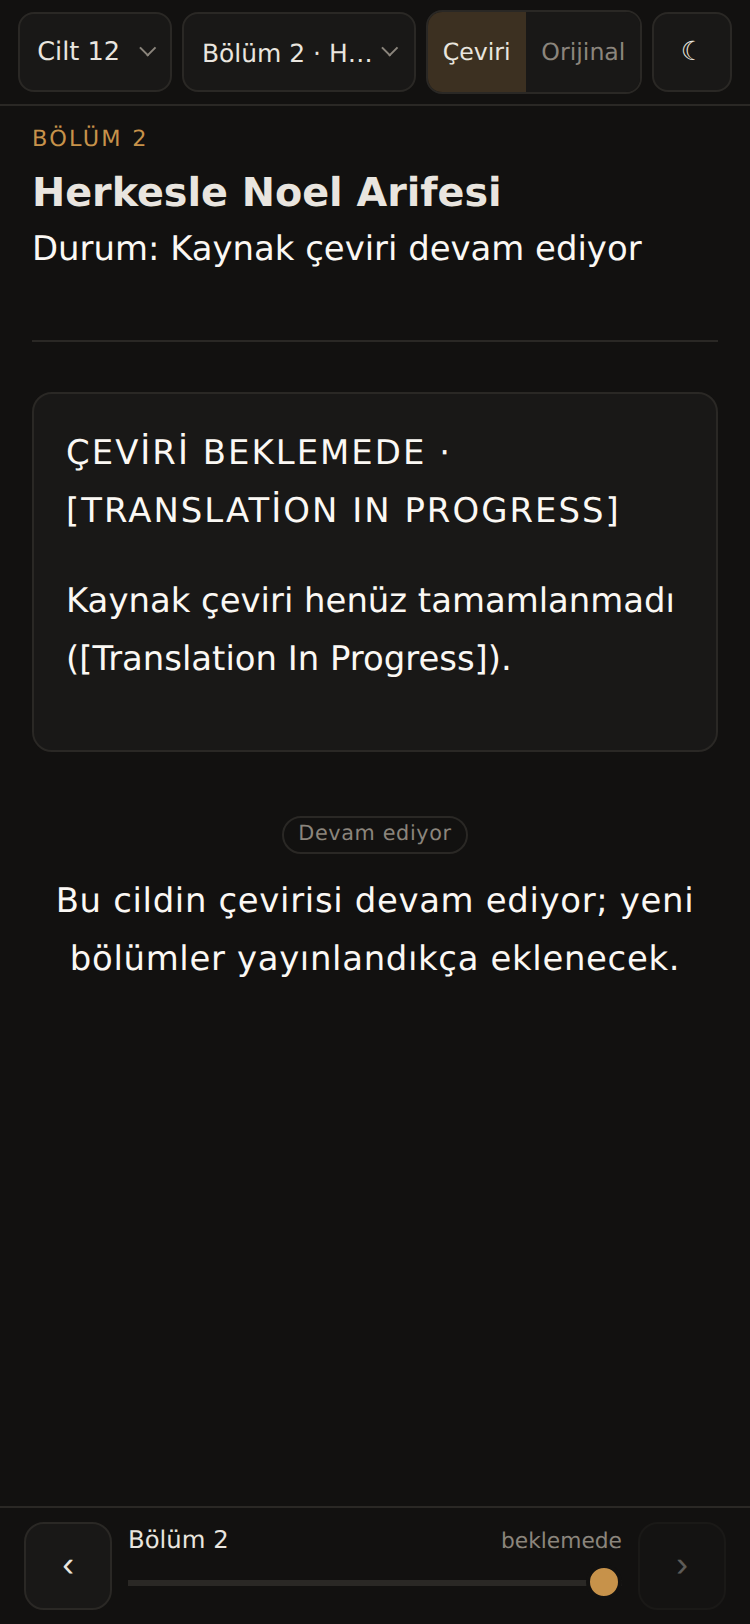 Cilt 12
Bölüm 2 · H...
Çeviri
Orijinal
BÖLÜM 2
Herkesle Noel Arifesi
Durum: Kaynak çeviri devam ediyor
ÇEVİRİ BEKLEMEDE ·
[TRANSLATİON IN PROGRESS]
Kaynak çeviri henüz tamamlanmadı
([Translation In Progress]).
Devam ediyor
Bu cildin çevirisi devam ediyor; yeni
bölümler yayınlandıkça eklenecek.
Bölüm 2
beklemede